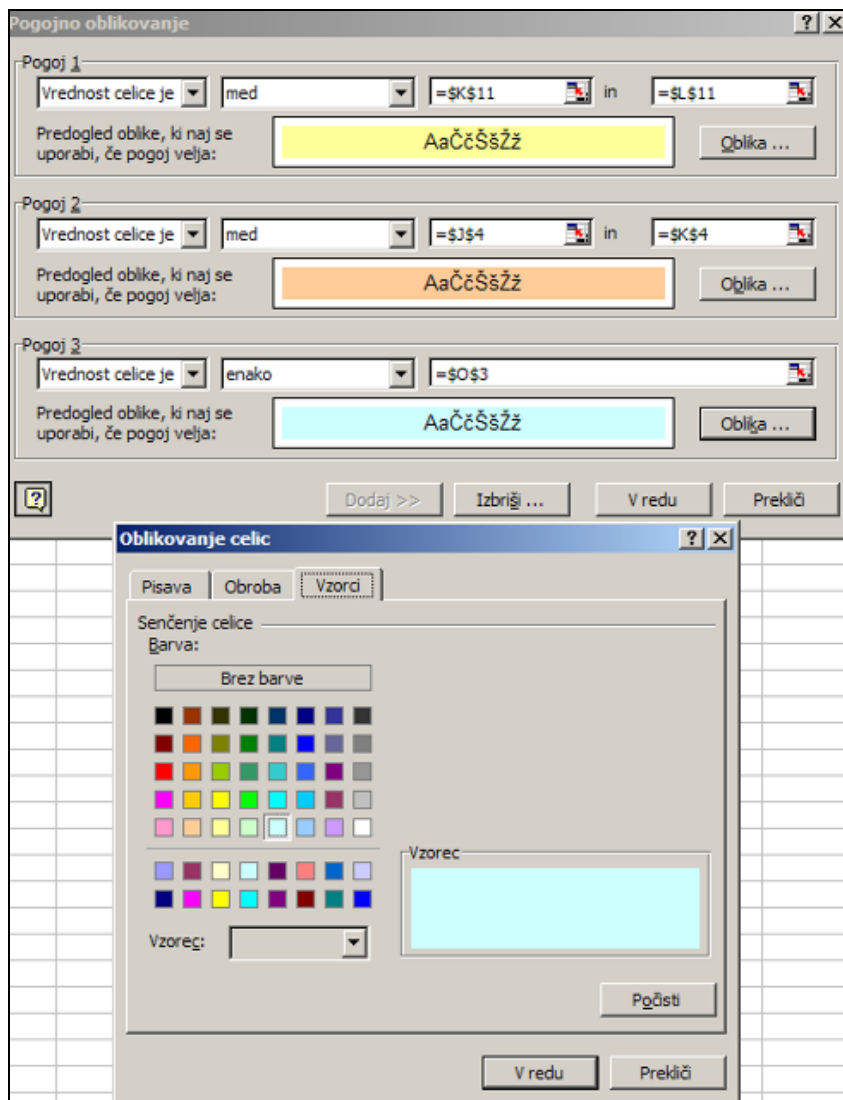 Pogojno oblikovanje
Pogoj 1
Vrednost celice je med =$K$11 in =$L$11
Predogled oblike, ki naj se
uporabi, če pogoj velja:
AaČčŠšŽž
Oblika ...
Pogoj 2
Vrednost celice je med =$J$4 in =$K$4
Predogled oblike, ki naj se
uporabi, če pogoj velja:
AaČčŠšŽž
Oblika ...
Pogoj 3
Vrednost celice je enako =$O$3
Predogled oblike, ki naj se
uporabi, če pogoj velja:
AaČčŠšŽž
Oblika ...
Dodaj >> Izbriši ... V redu Prekliči
Oblikovanje celic
Pisava Obroba Vzorci
Senčenje celice
Barva:
Brez barve
Vzorec
Vzorec:
Počisti
V redu Prekliči